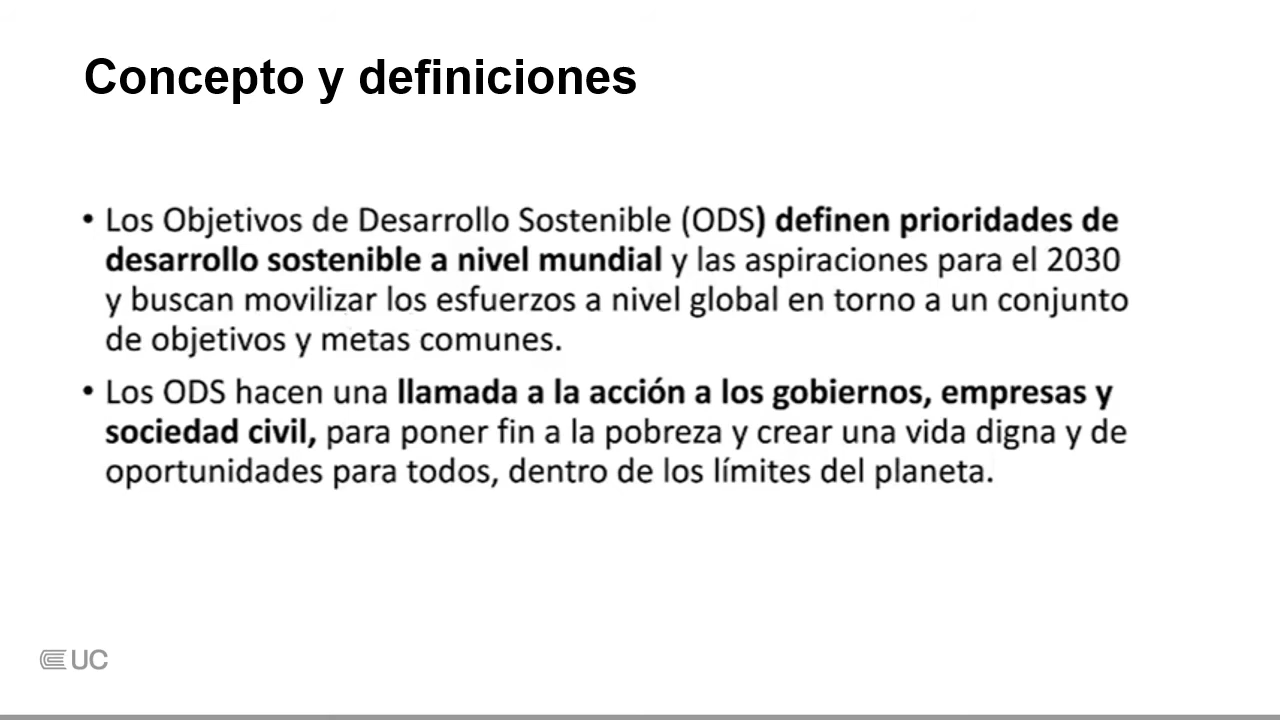 Concepto y definiciones
• Los Objetivos de Desarrollo Sostenible (ODS) definen prioridades de
desarrollo sostenible a nivel mundial y las aspiraciones para el 2030
y buscan movilizar los esfuerzos a nivel global en torno a un conjunto
de objetivos y metas comunes.
• Los ODS hacen una llamada a la acción a los gobiernos, empresas y
sociedad civil, para poner fin a la pobreza y crear una vida digna y de
oportunidades para todos, dentro de los límites del planeta.
UC